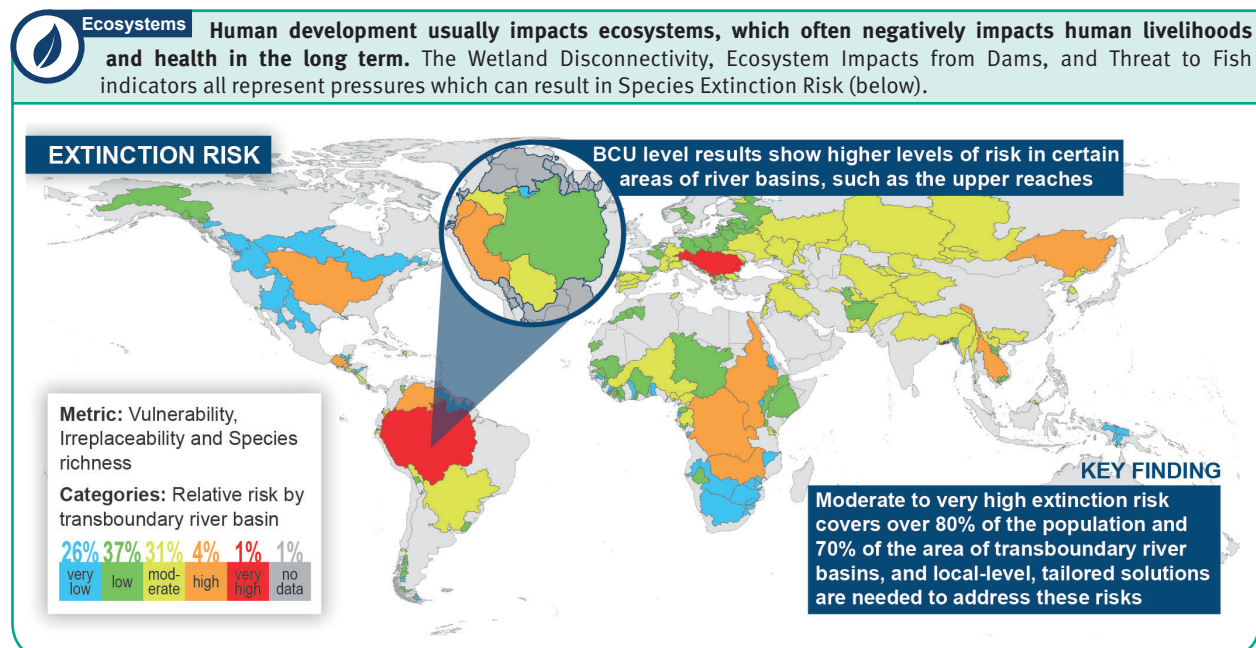 Ecosystems
Human development usually impacts ecosystems, which often negatively impacts human livelihoods
and health in the long term. The Wetland Disconnectivity, Ecosystem Impacts from Dams, and Threat to Fish
indicators all represent pressures which can result in Species Extinction Risk (below).
EXTINCTION RISK
BCU level results show higher levels of risk in certain
areas of river basins, such as the upper reaches
Metric: Vulnerability,
Irreplaceability and Species
richness
Categories: Relative risk by
transboundary river basin
26% 37% 31% 4% 1% 1%
very low
low
mod-erate
high
very high
no data
KEY FINDING
Moderate to very high extinction risk
covers over 80% of the population and
70% of the area of transboundary river
basins, and local-level, tailored solutions
are needed to address these risks